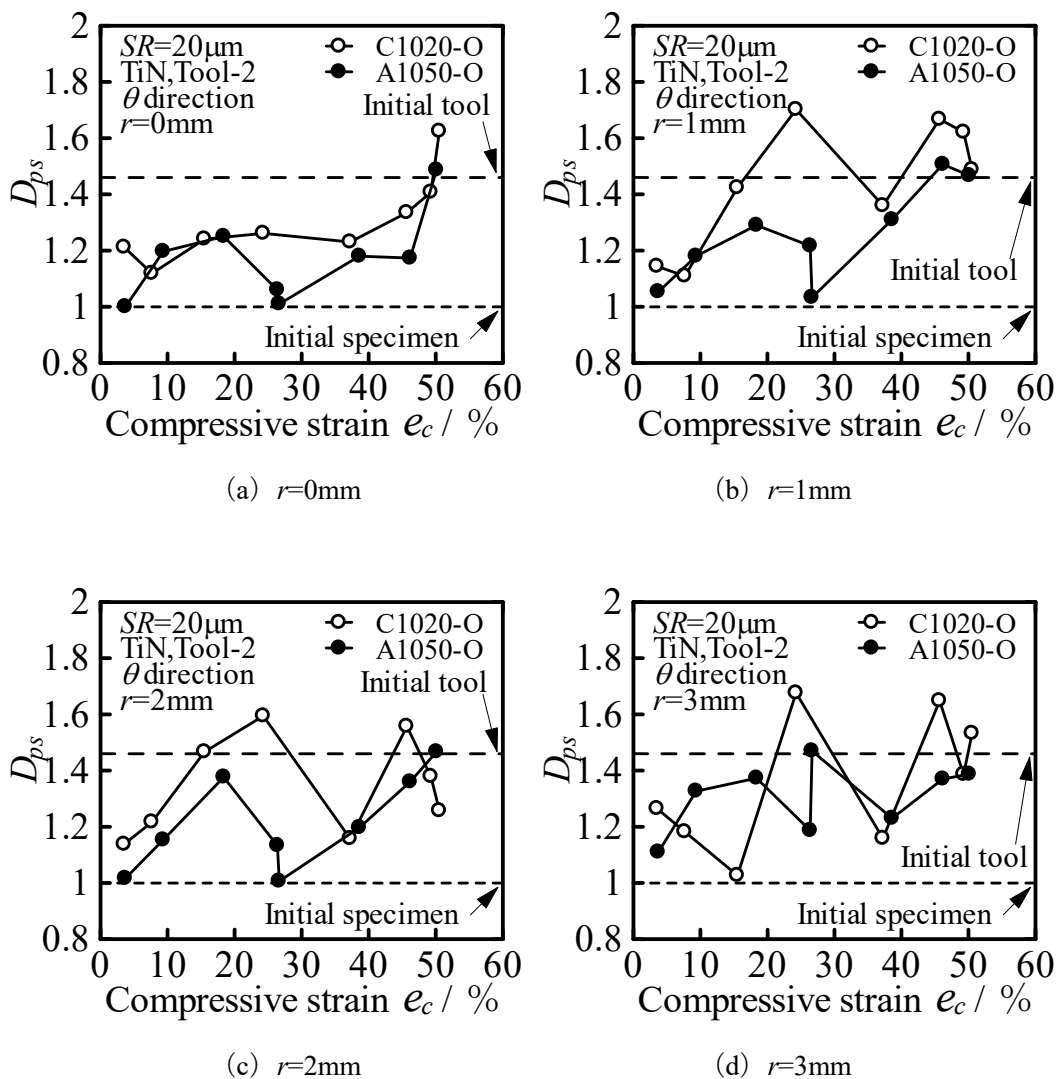 2
1.8
1.6
1.4
1.2
1
0.8
D_ps
SR=20μm
TiN,Tool-2
θ direction
r=0mm
C1020-O
A1050-O
Initial tool
Initial specimen
0 10 20 30 40 50 60
Compressive strain e_c / %
(a) r=0mm
2
1.8
1.6
1.4
1.2
1
0.8
D_ps
SR=20μm
TiN,Tool-2
θ direction
r=1mm
C1020-O
A1050-O
Initial tool
Initial specimen
0 10 20 30 40 50 60
Compressive strain e_c / %
(b) r=1mm
2
1.8
1.6
1.4
1.2
1
0.8
D_ps
SR=20μm
TiN,Tool-2
θ direction
r=2mm
C1020-O
A1050-O
Initial tool
Initial specimen
0 10 20 30 40 50 60
Compressive strain e_c / %
(c) r=2mm
2
1.8
1.6
1.4
1.2
1
0.8
D_ps
SR=20μm
TiN,Tool-2
θ direction
r=3mm
C1020-O
A1050-O
Initial tool
Initial specimen
0 10 20 30 40 50 60
Compressive strain e_c / %
(d) r=3mm